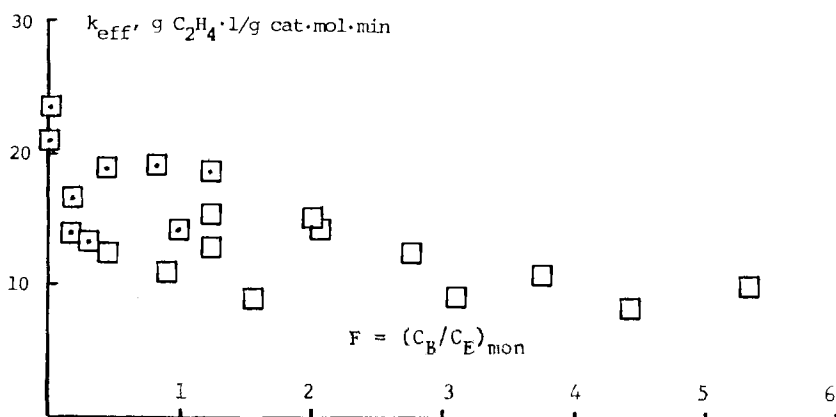 30
k_eff, g C2H4·l/g cat·mol·min
20
10
F = (C_B/C_E)_mon
1 2 3 4 5 6